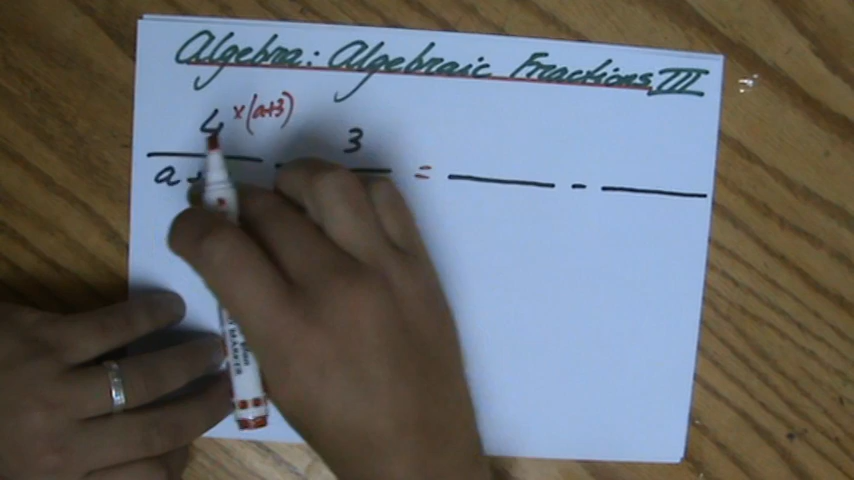 Algebra: Algebraic Fractions III
4 ×(a+3)
3
a+
=
-